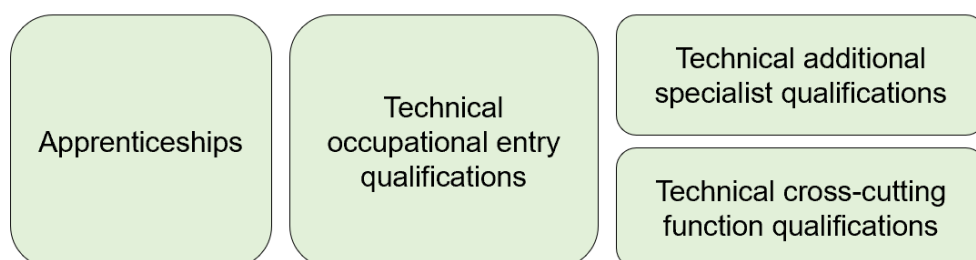 Apprenticeships
Technical
occupational entry
qualifications
Technical additional
specialist qualifications
Technical cross-cutting
function qualifications